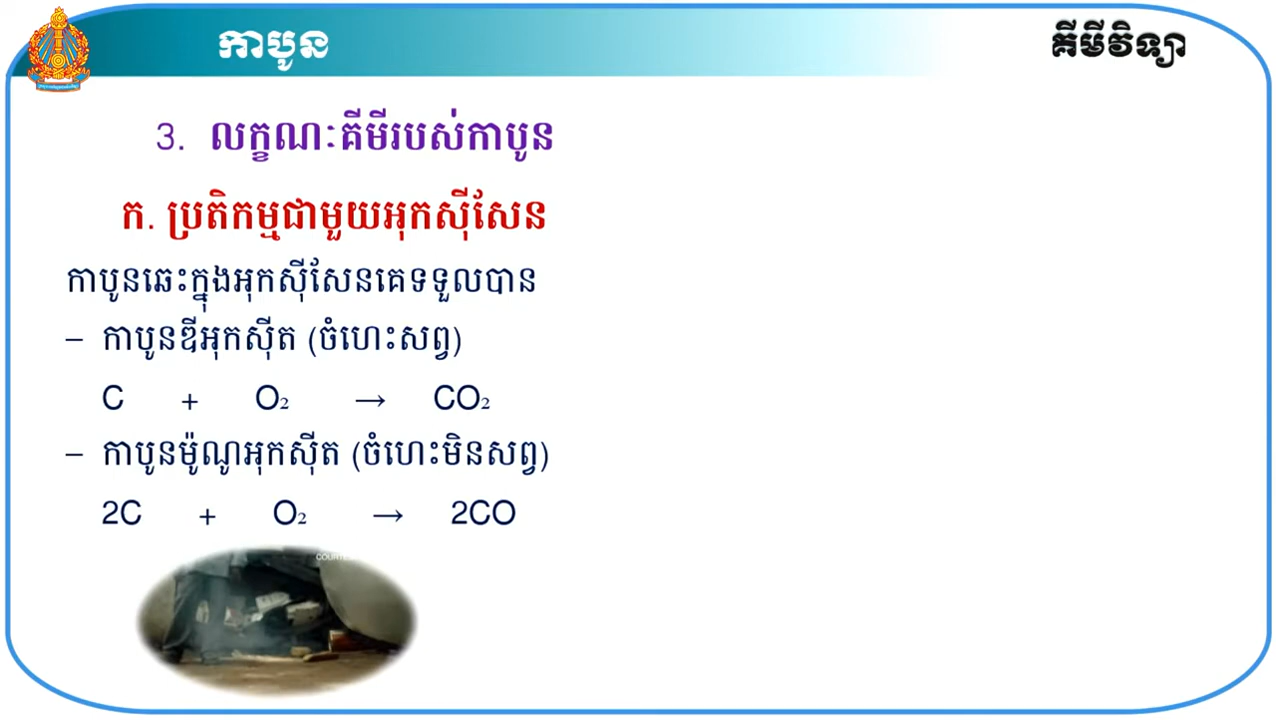 កាបូន
គីមីវិទ្យា
3. លក្ខណៈគីមីរបស់កាបូន
ក. ប្រតិកម្មជាមួយអុកស៊ីសែន
កាបូនឆេះក្នុងអុកស៊ីសែនគេទទួលបាន
– កាបូនឌីអុកស៊ីត (ចំហេះសព្វ)
C + O₂ → CO₂
– កាបូនម៉ូណូអុកស៊ីត (ចំហេះមិនសព្វ)
2C + O₂ → 2CO